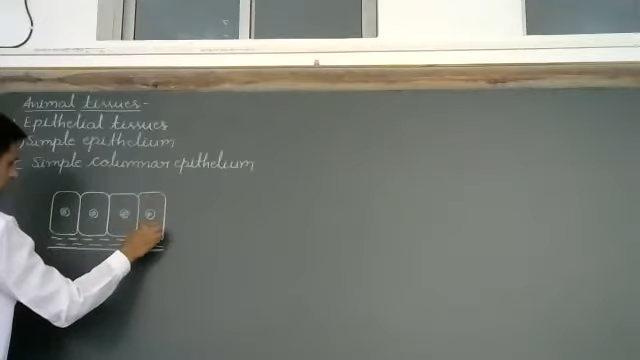 Animal tissues-
Epithelial tissues
Simple epithelium
Simple columnar epithelium